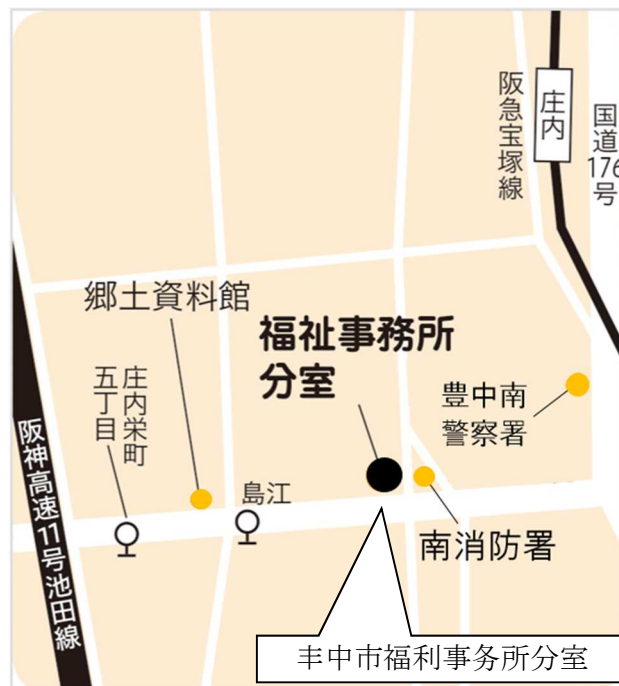 阪急宝塚線
庄内
国道176号
郷土資料館
福祉事務所
分室
庄内栄町
五丁目
豊中南
警察署
島江
阪神高速11号池田線
南消防署
丰中市福利事务所分室